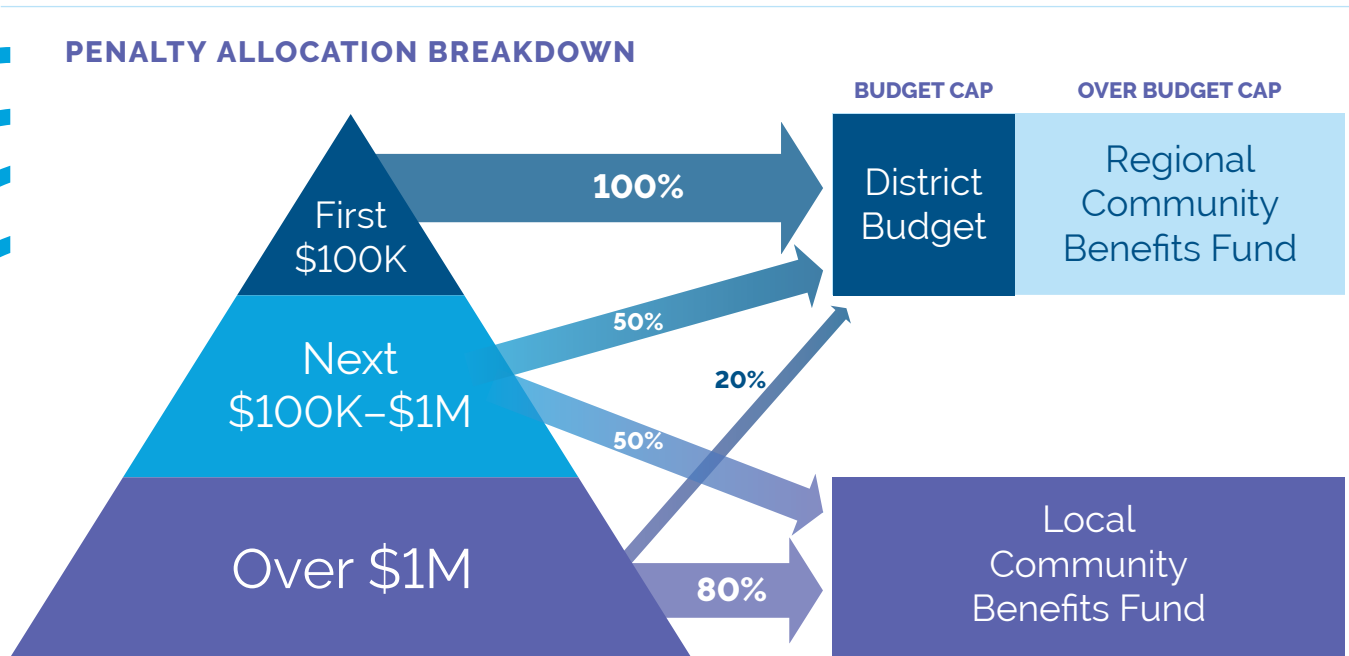 PENALTY ALLOCATION BREAKDOWN
BUDGET CAP
OVER BUDGET CAP
First
$100K
100%
District
Budget
Regional
Community
Benefits Fund
Next
$100K–$1M
50%
20%
50%
Over $1M
80%
Local
Community
Benefits Fund